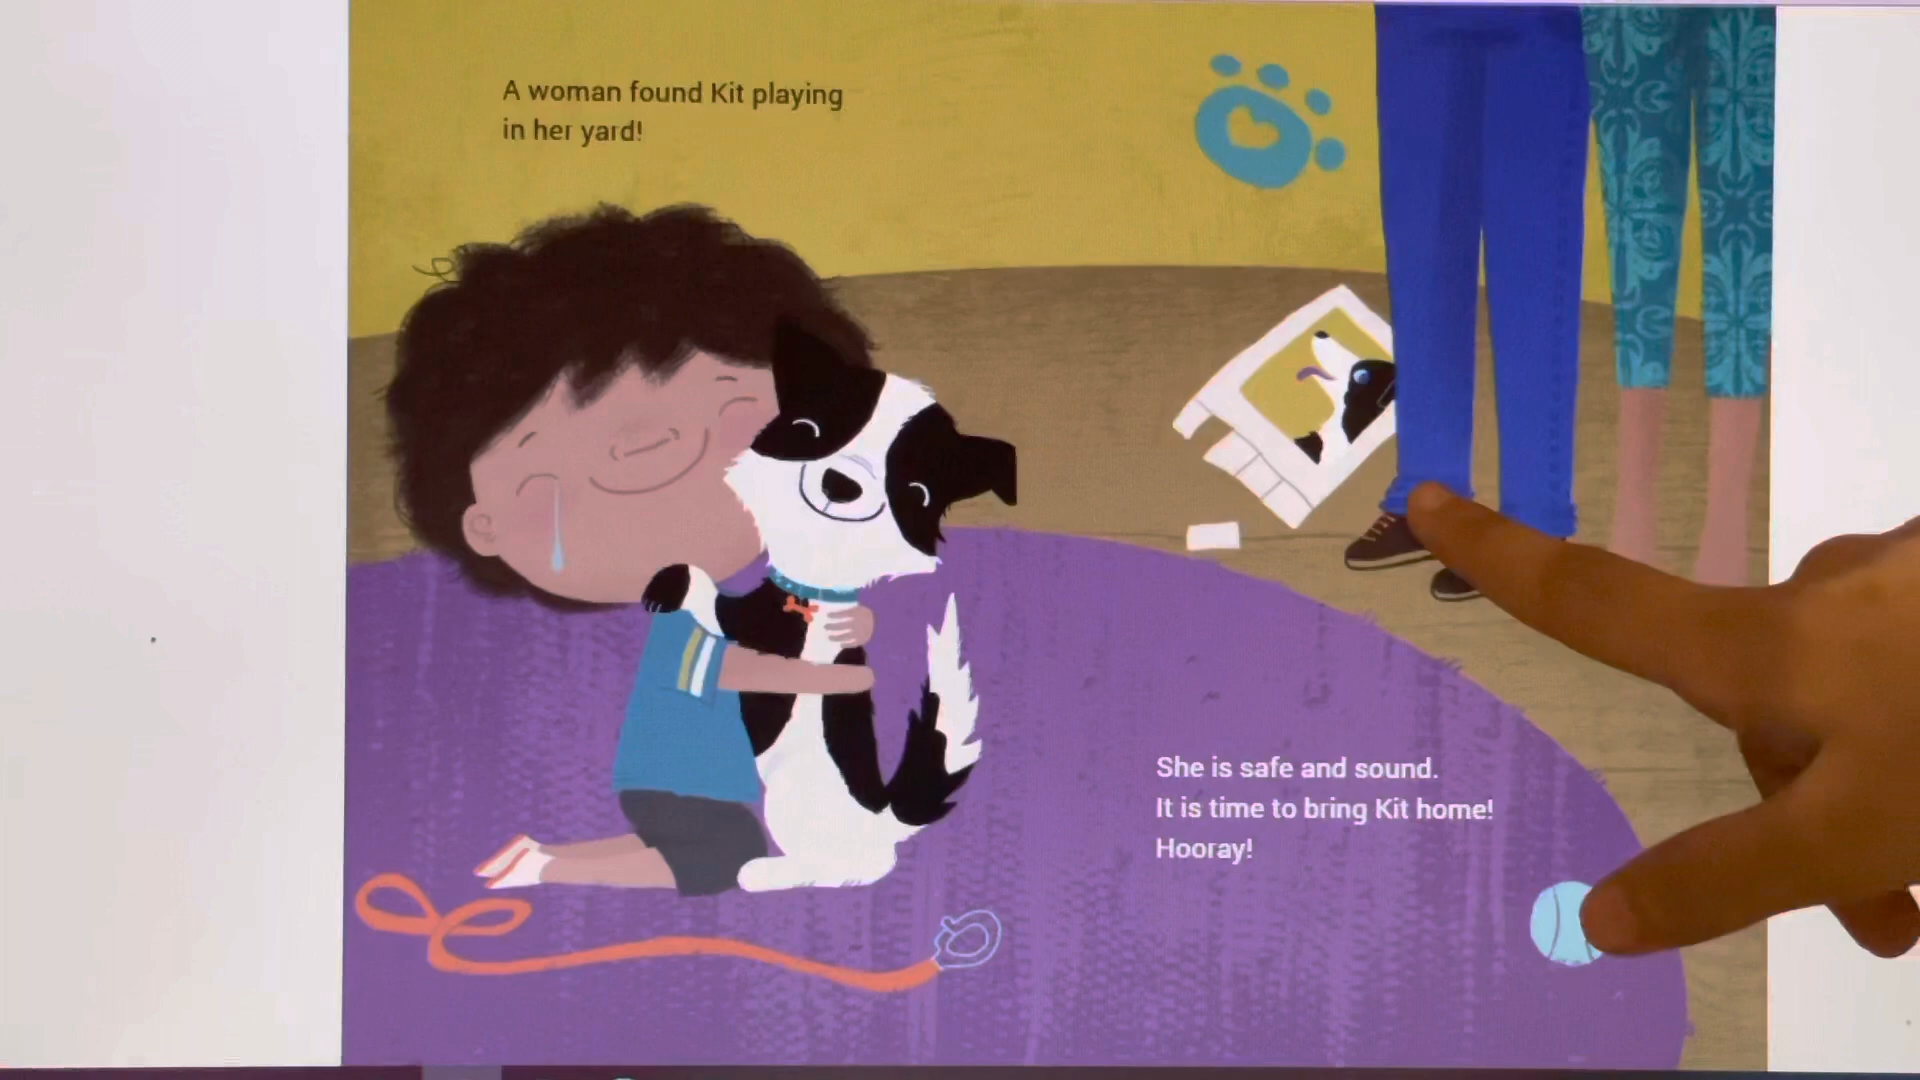 A woman found Kit playing
in her yard!
She is safe and sound.
It is time to bring Kit home!
Hooray!